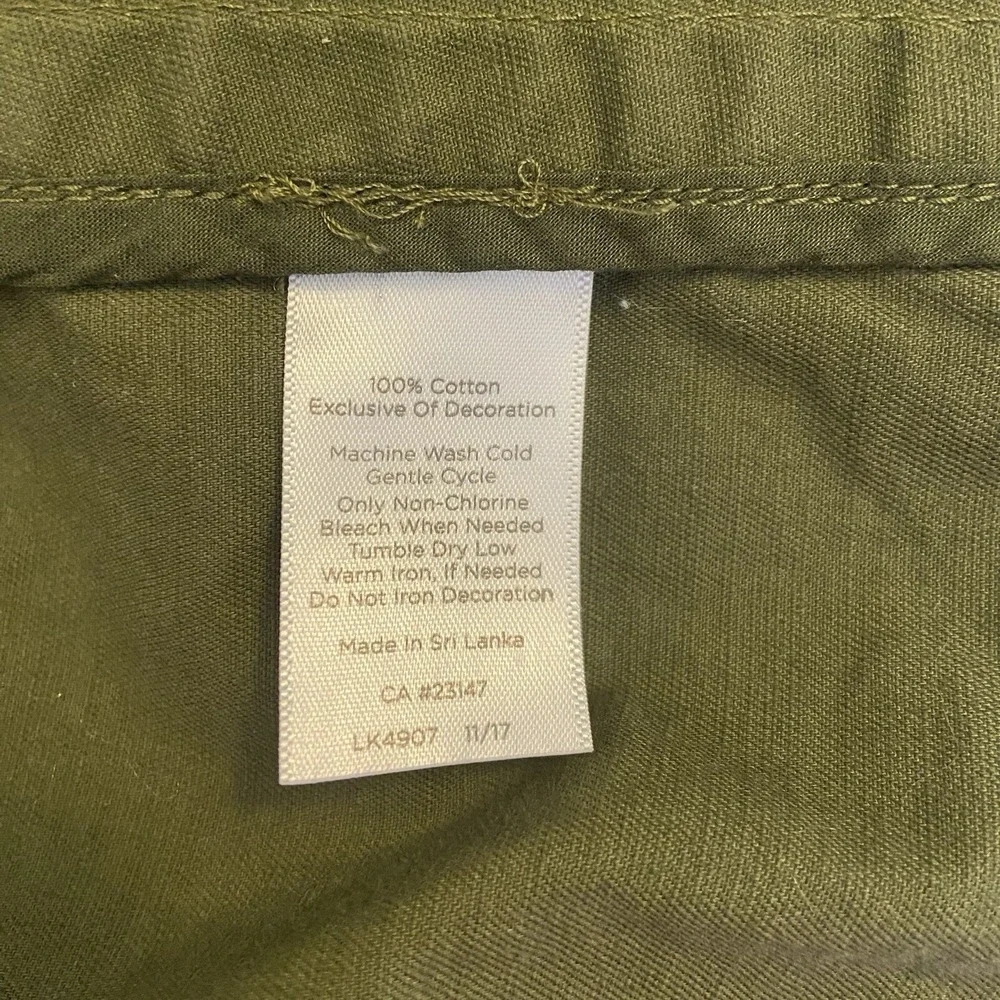 100% Cotton
Exclusive Of Decoration
Machine Wash Cold
Gentle Cycle
Only Non-Chlorine
Bleach When Needed
Tumble Dry Low
Warm Iron, If Needed
Do Not Iron Decoration
Made In Sri Lanka
CA #23147
LK4907 11/17